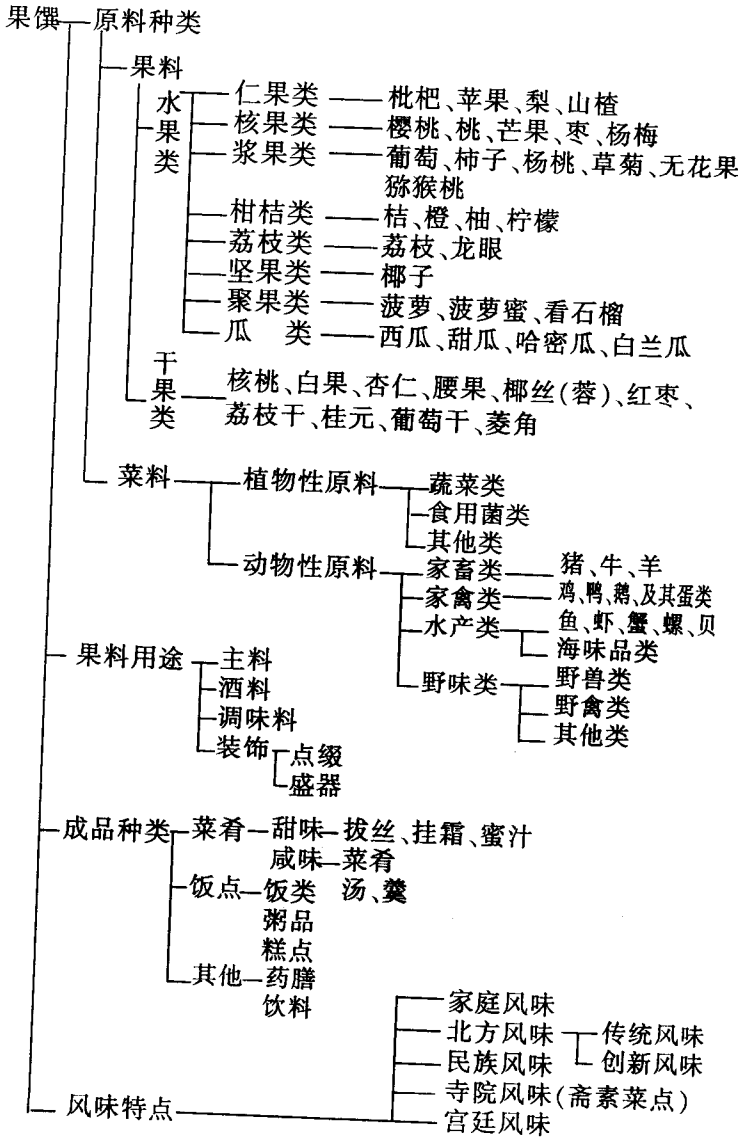 果馔 原料种类
果料
水果类
仁果类 枇杷、苹果、梨、山楂
核果类 樱桃、桃、芒果、枣、杨梅
浆果类 葡萄、柿子、杨桃、草菊、无花果
猕猴桃
柑桔类 桔、橙、柚、柠檬
荔枝类 荔枝、龙眼
坚果类 椰子
聚果类 菠萝、菠萝蜜、看石榴
瓜 类 西瓜、甜瓜、哈密瓜、白兰瓜
干果类
核桃、白果、杏仁、腰果、椰丝(蓉)、红枣、
荔枝干、桂元、葡萄干、菱角
菜料 植物性原料 蔬菜类
食用菌类
其他类
动物性原料 家畜类 猪、牛、羊
家禽类 鸡、鸭、鹅、及其蛋类
水产类 鱼、虾、蟹、螺、贝
海味品类
野味类 野兽类
野禽类
其他类
果料用途 主料
酒料
调味料
装饰 点缀
盛器
成品种类 菜肴 甜味 拔丝、挂霜、蜜汁
咸味 菜肴
汤、羹
饭点 饭类
粥品
糕点
其他 药膳
饮料
风味特点
家庭风味
北方风味 传统风味
创新风味
民族风味
寺院风味(斋素菜点)
宫廷风味